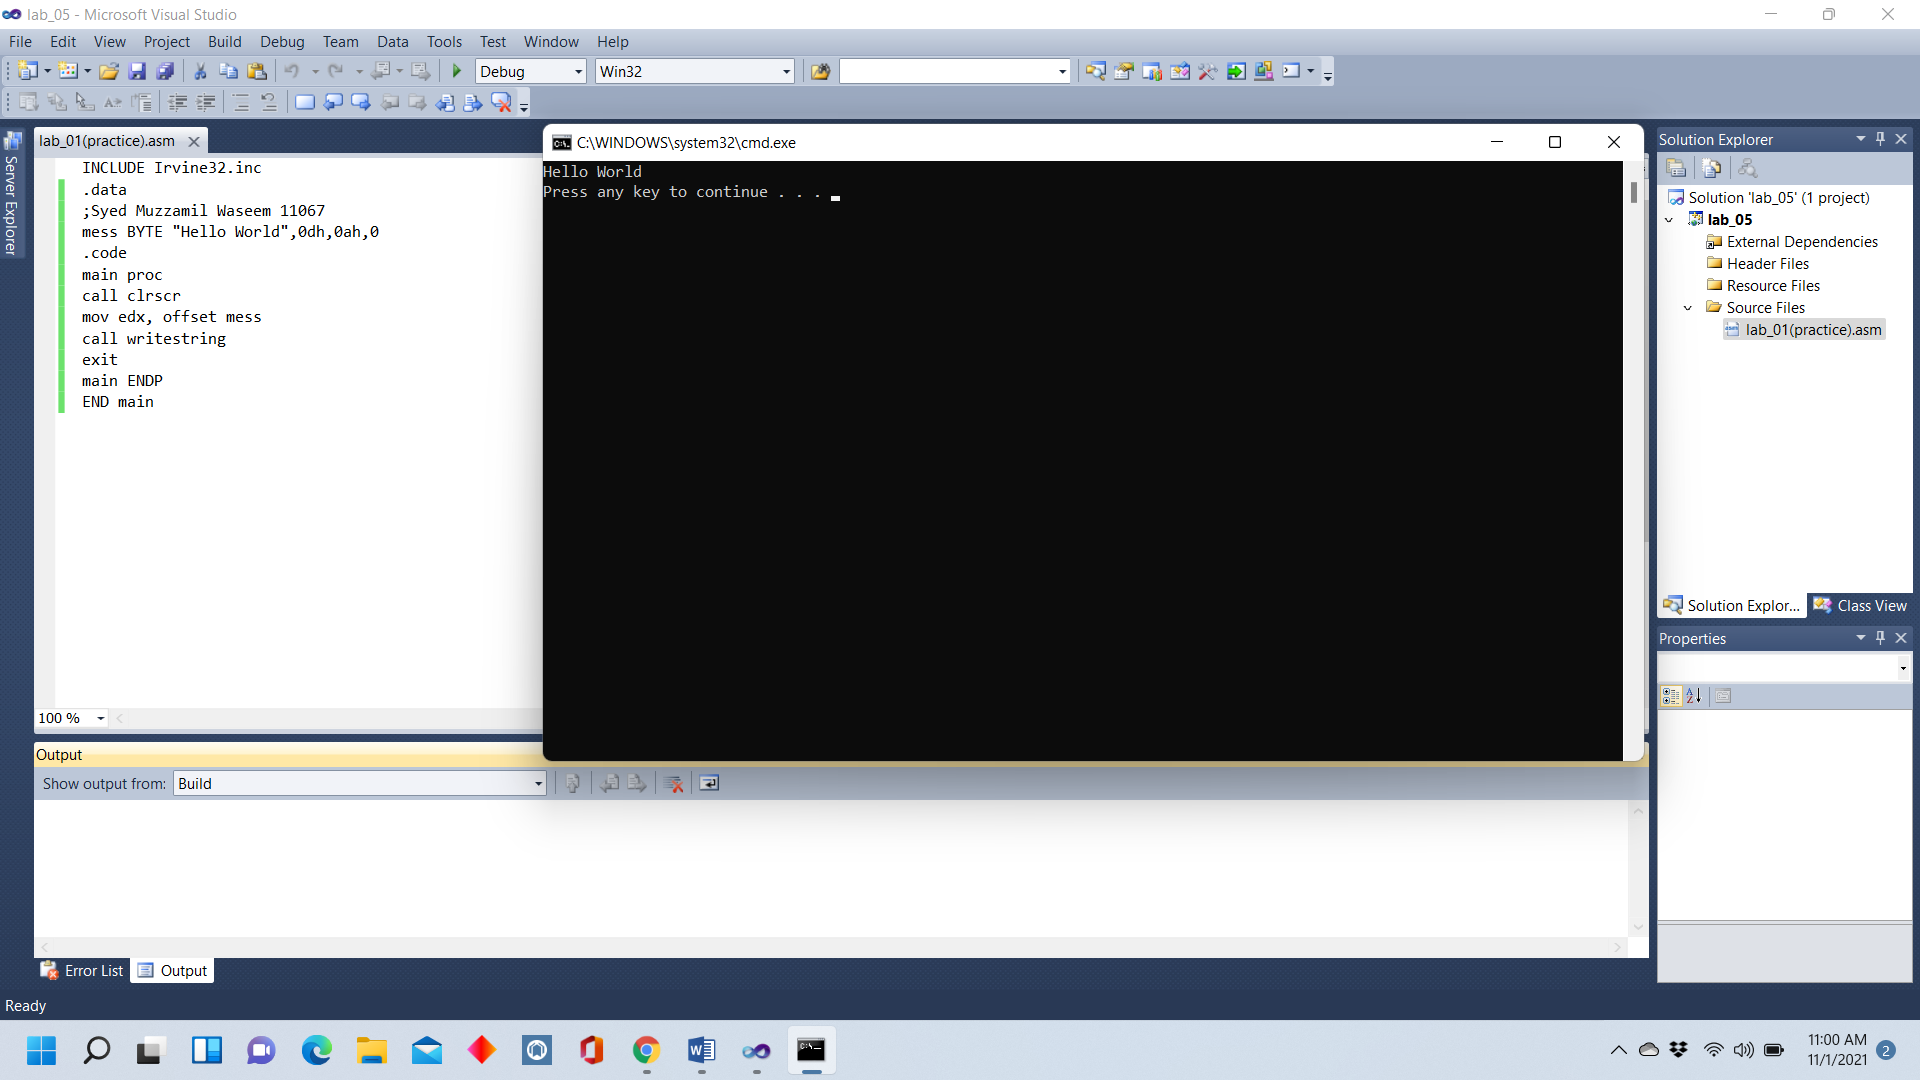 lab_05 - Microsoft Visual Studio
File Edit View Project Build Debug Team Data Tools Test Window Help
Debug Win32
Server Explorer
lab_01(practice).asm
INCLUDE Irvine32.inc
.data
;Syed Muzzamil Waseem 11067
mess BYTE "Hello World",0dh,0ah,0
.code
main proc
call clrscr
mov edx, offset mess
call writestring
exit
main ENDP
END main
100 %
C:\WINDOWS\system32\cmd.exe
Hello World
Press any key to continue . . .
Solution Explorer
Solution 'lab_05' (1 project)
lab_05
External Dependencies
Header Files
Resource Files
Source Files
lab_01(practice).asm
Solution Explor... Class View
Properties
Output
Show output from: Build
Error List Output
Ready
11:00 AM
11/1/2021
2